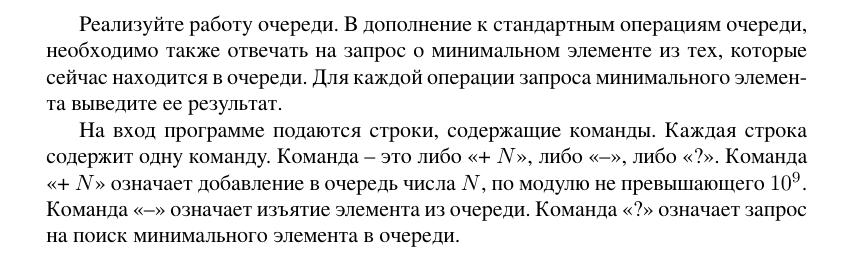 Реализуйте работу очереди. В дополнение к стандартным операциям очереди,
необходимо также отвечать на запрос о минимальном элементе из тех, которые
сейчас находится в очереди. Для каждой операции запроса минимального элемен-
та выведите ее результат.
На вход программе подаются строки, содержащие команды. Каждая строка
содержит одну команду. Команда – это либо «+ N», либо «–», либо «?». Команда
«+ N» означает добавление в очередь числа N, по модулю не превышающего 10⁹.
Команда «–» означает изъятие элемента из очереди. Команда «?» означает запрос
на поиск минимального элемента в очереди.